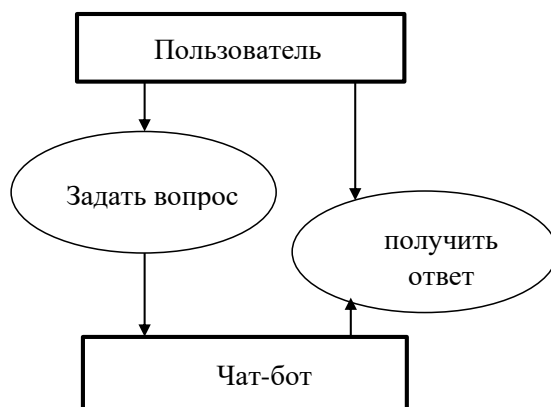 Пользователь
Задать вопрос
получить
ответ
Чат-бот